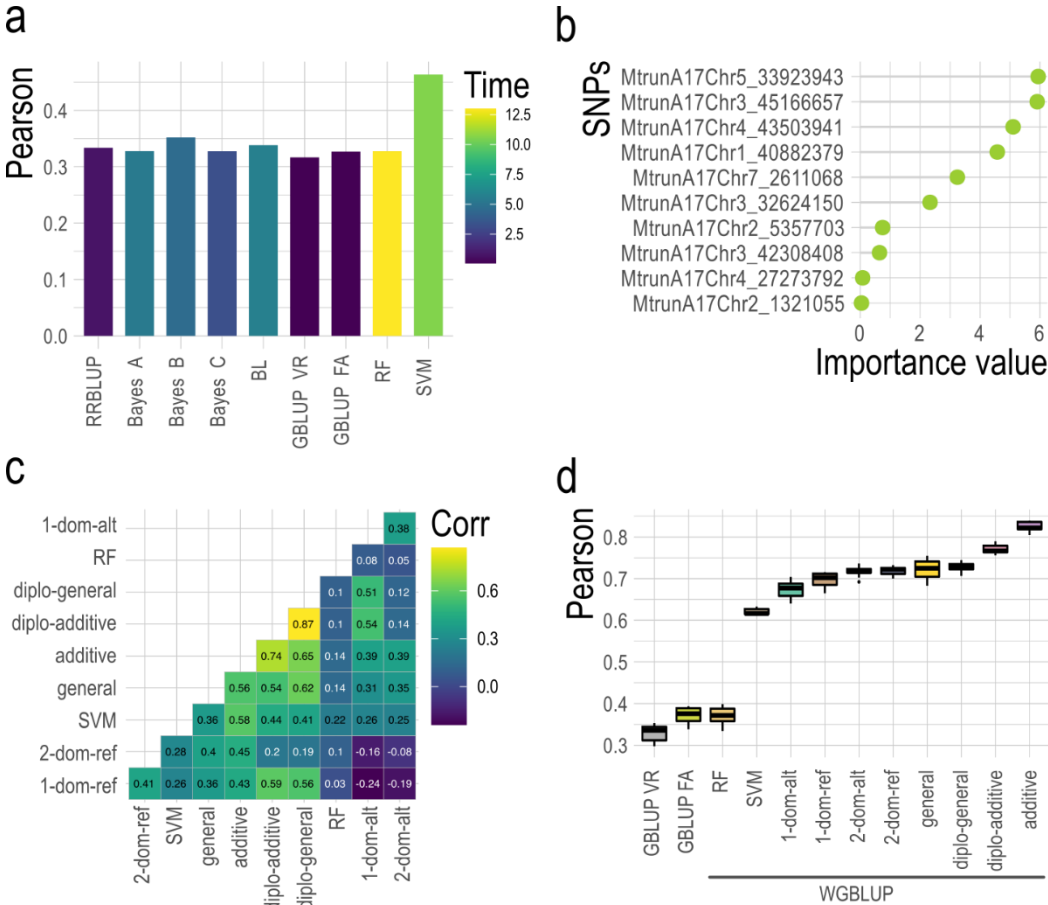 a
Pearson
0.4
0.3
0.3
0.1
0.0
RRBLUP
Bayes A
Bayes B
Bayes C
BL
GBLUP VR
GBLUP FA
RF
SVM
Time
12.5
10.0
7.5
5.0
2.5
b
SNPs
MtrunA17Chr5_33923943
MtrunA17Chr3_45166657
MtrunA17Chr4_43503941
MtrunA17Chr1_40882379
MtrunA17Chr7_2611068
MtrunA17Chr3_32624150
MtrunA17Chr2_5357703
MtrunA17Chr3_42308408
MtrunA17Chr4_27273792
MtrunA17Chr2_1321055
0 2 4 6
Importance value
c
1-dom-alt 0.38
RF 0.08 0.05
diplo-general 0.1 0.51 0.12
diplo-additive 0.87 0.1 0.54 0.14
additive 0.74 0.65 0.14 0.39 0.39
general 0.56 0.54 0.62 0.14 0.31 0.35
SVM 0.36 0.58 0.44 0.41 0.22 0.26 0.25
2-dom-ref 0.28 0.4 0.45 0.2 0.19 0.1 -0.16 -0.08
1-dom-ref 0.41 0.26 0.36 0.43 0.59 0.56 0.03 -0.24 -0.19
2-dom-ref
SVM
general
additive
diplo-additive
diplo-general
RF
1-dom-alt
2-dom-alt
Corr
0.6
0.3
0.0
d
Pearson
0.8
0.7
0.6
0.5
0.4
0.3
GBLUP VR
GBLUP FA
RF
SVM
1-dom-alt
1-dom-ref
2-dom-alt
2-dom-ref
general
diplo-general
diplo-additive
additive
WGBLUP